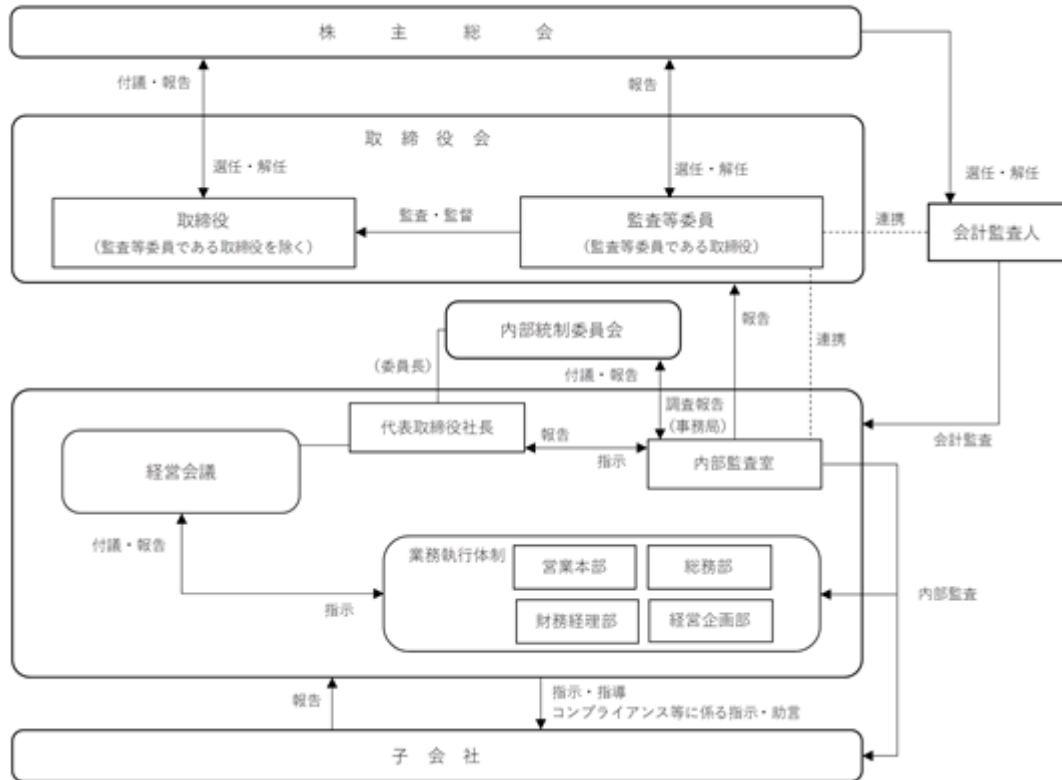 株主総会
付議・報告
報告
取締役会
選任・解任
選任・解任
選任・解任
取締役
（監査等委員である取締役を除く）
監査・監督
監査等委員
（監査等委員である取締役）
連携
会計監査人
内部統制委員会
報告
連携
（委員長）
付議・報告
調査報告
（事務局）
代表取締役社長
報告
指示
内部監査室
会計監査
経営会議
付議・報告
指示
業務執行体制
営業本部
総務部
財務経理部
経営企画部
内部監査
報告
指示・指導
コンプライアンス等に係る指示・助言
子会社